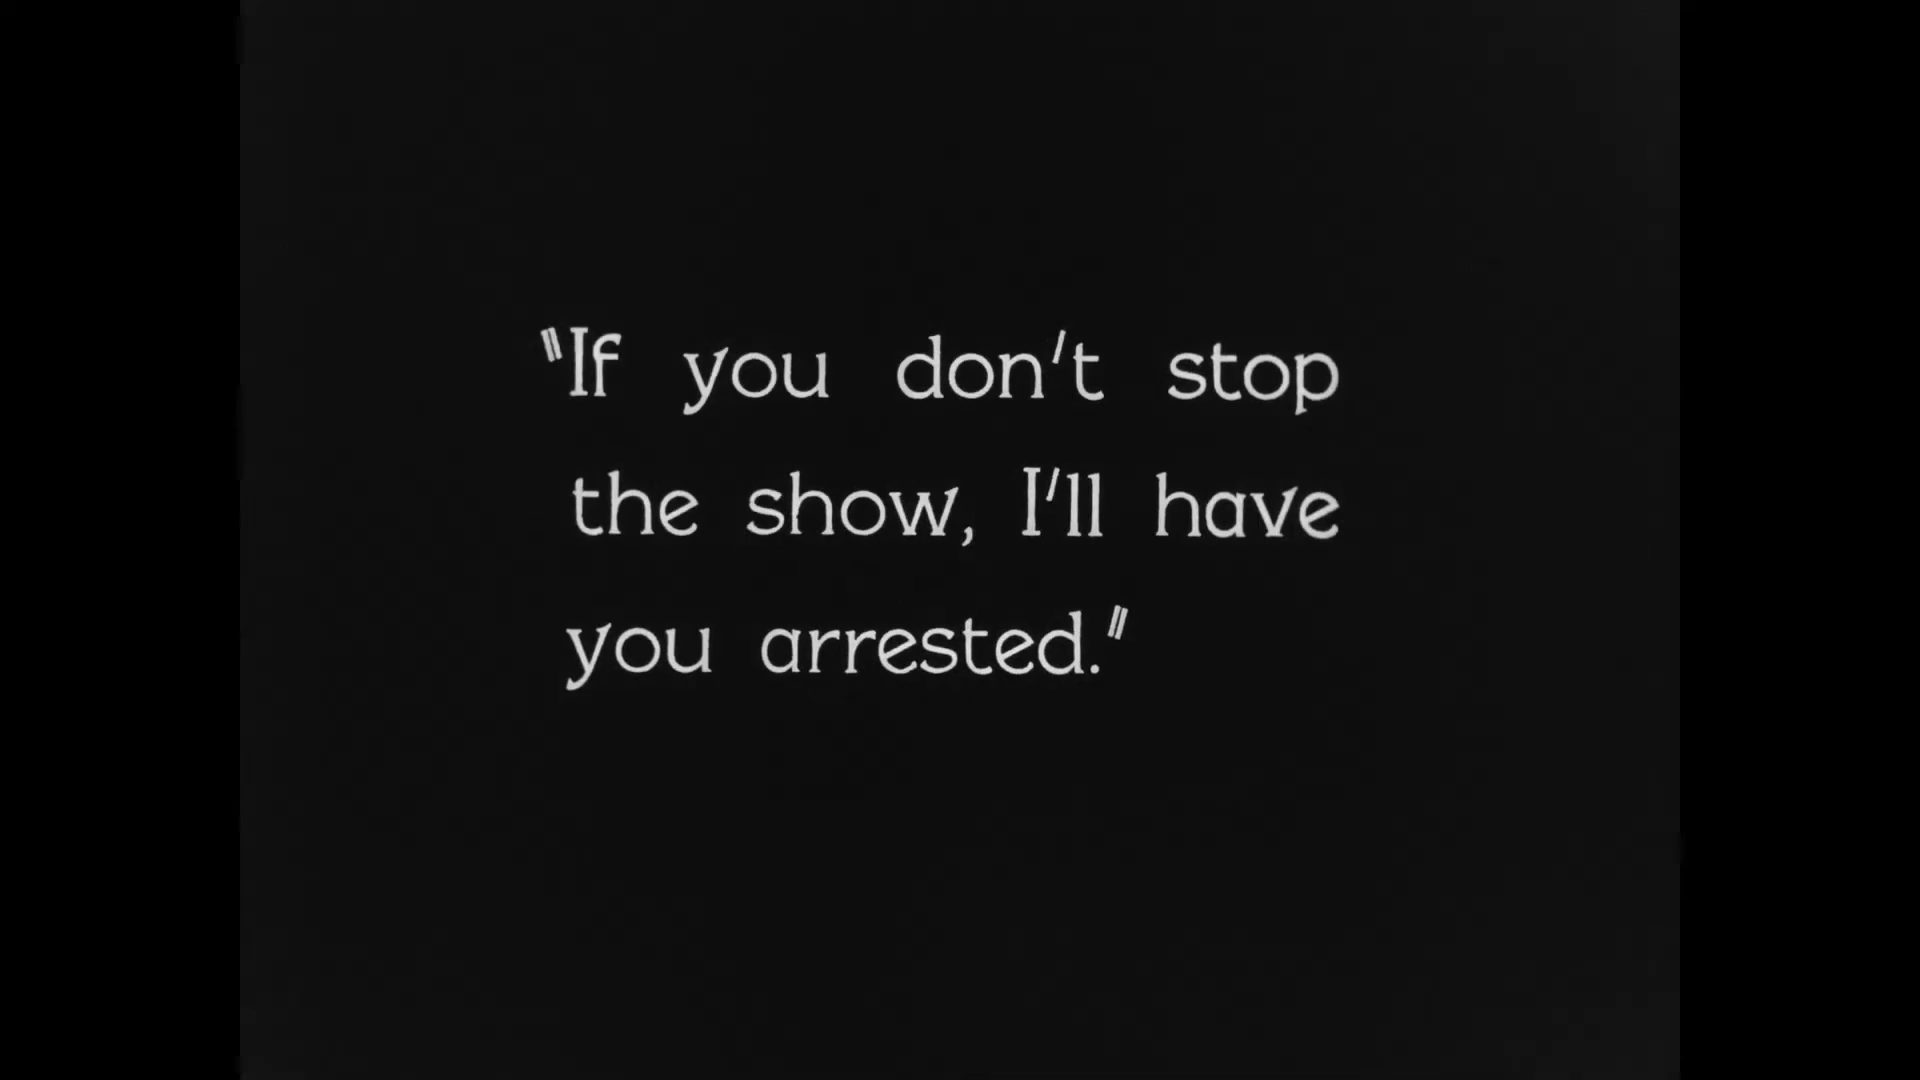 "If you don't stop
the show, I'll have
you arrested."